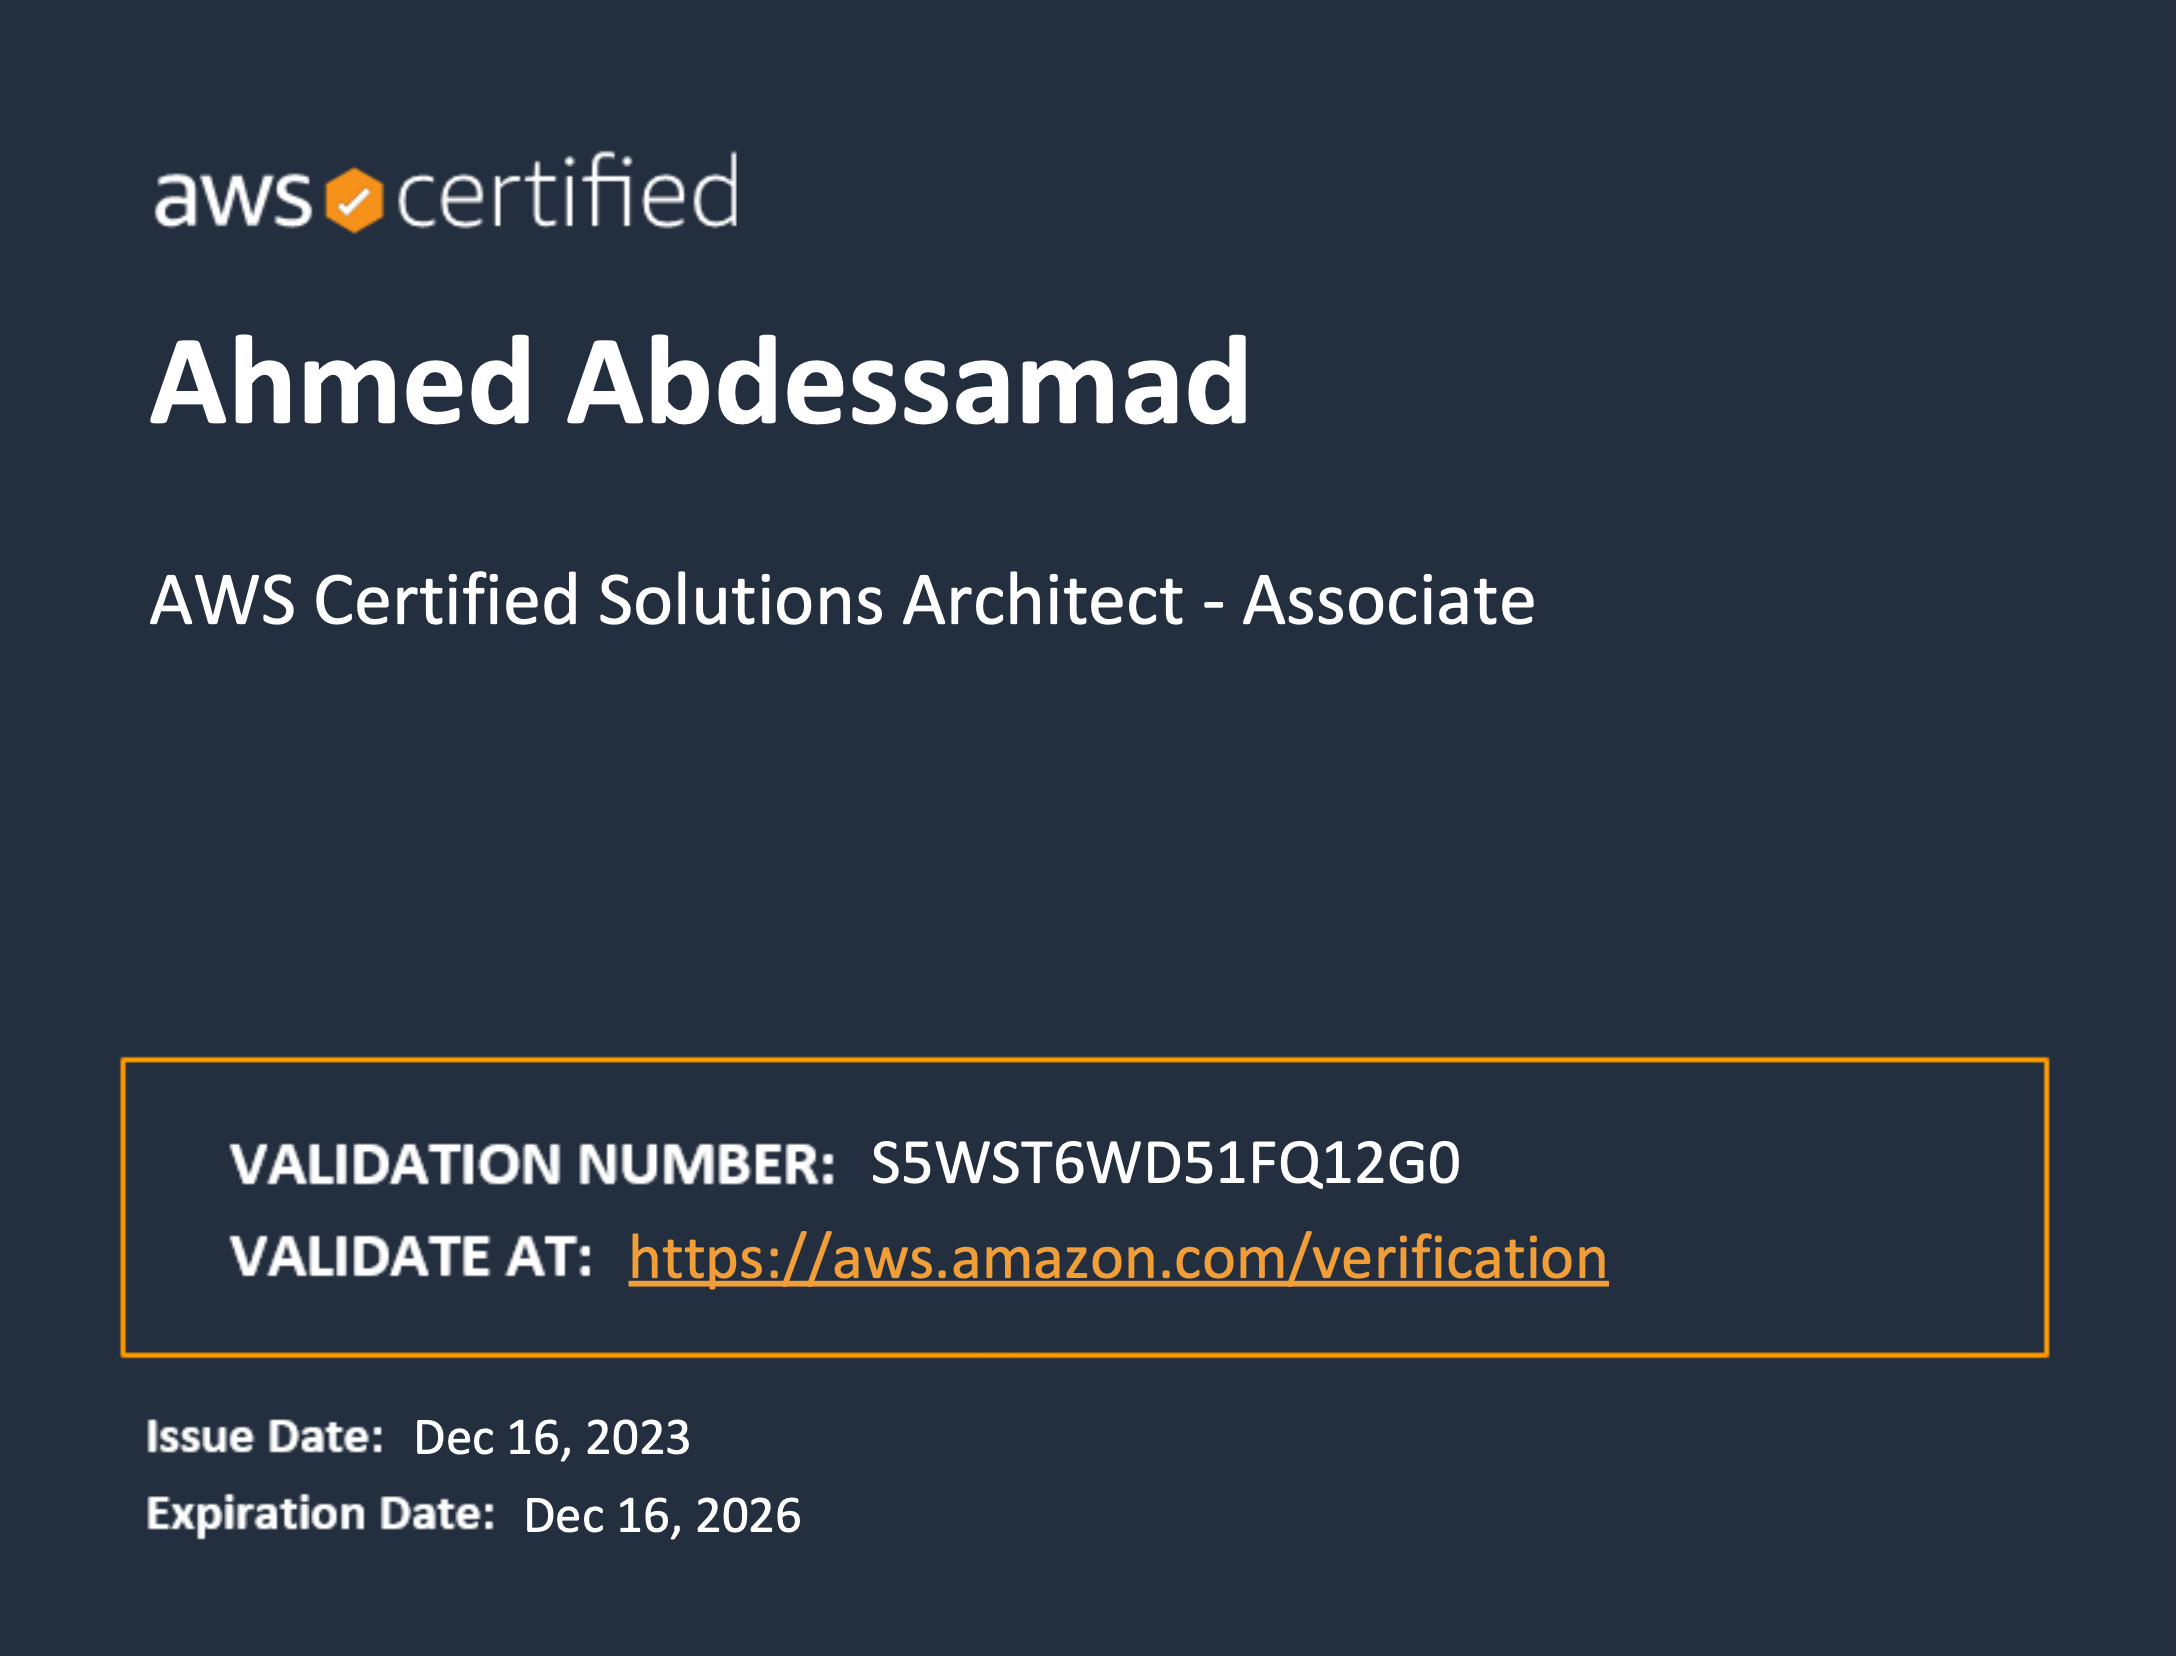 aws certified
Ahmed Abdessamad
AWS Certified Solutions Architect - Associate
VALIDATION NUMBER: S5WST6WD51FQ12G0
VALIDATE AT: https://aws.amazon.com/verification
Issue Date: Dec 16, 2023
Expiration Date: Dec 16, 2026